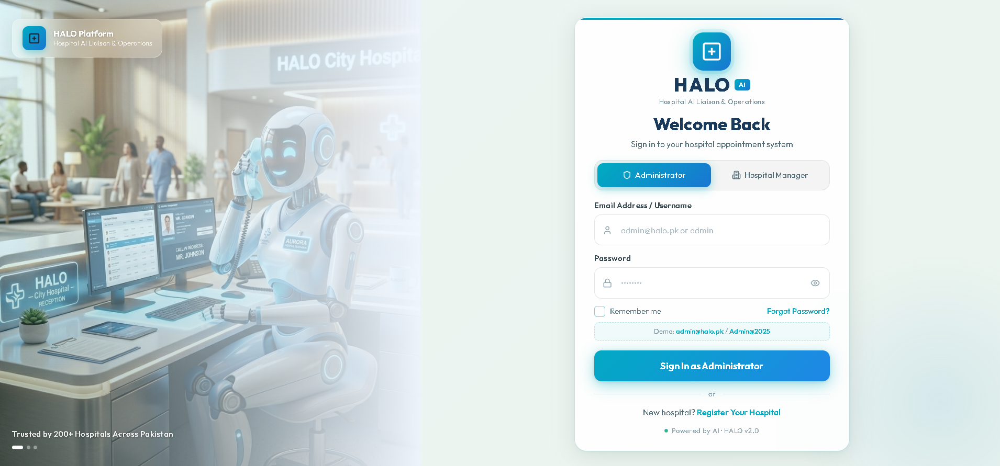 HALO Platform
Hospital AI Liaison & Operations
HALO City Hospita
AURORA
CALL IN PROGRESS:
MR. JOHNSON
HALO
City Hospital
RECEPTION
Trusted by 200+ Hospitals Across Pakistan
HALO AI
Hospital AI Liaison & Operations
Welcome Back
Sign in to your hospital appointment system
Administrator
Hospital Manager
Email Address / Username
admin@halo.pk or admin
Password
Remember me
Forgot Password?
Demo: admin@halo.pk / Admin@2025
Sign In as Administrator
or
New hospital? Register Your Hospital
Powered by AI · HALO v2.0